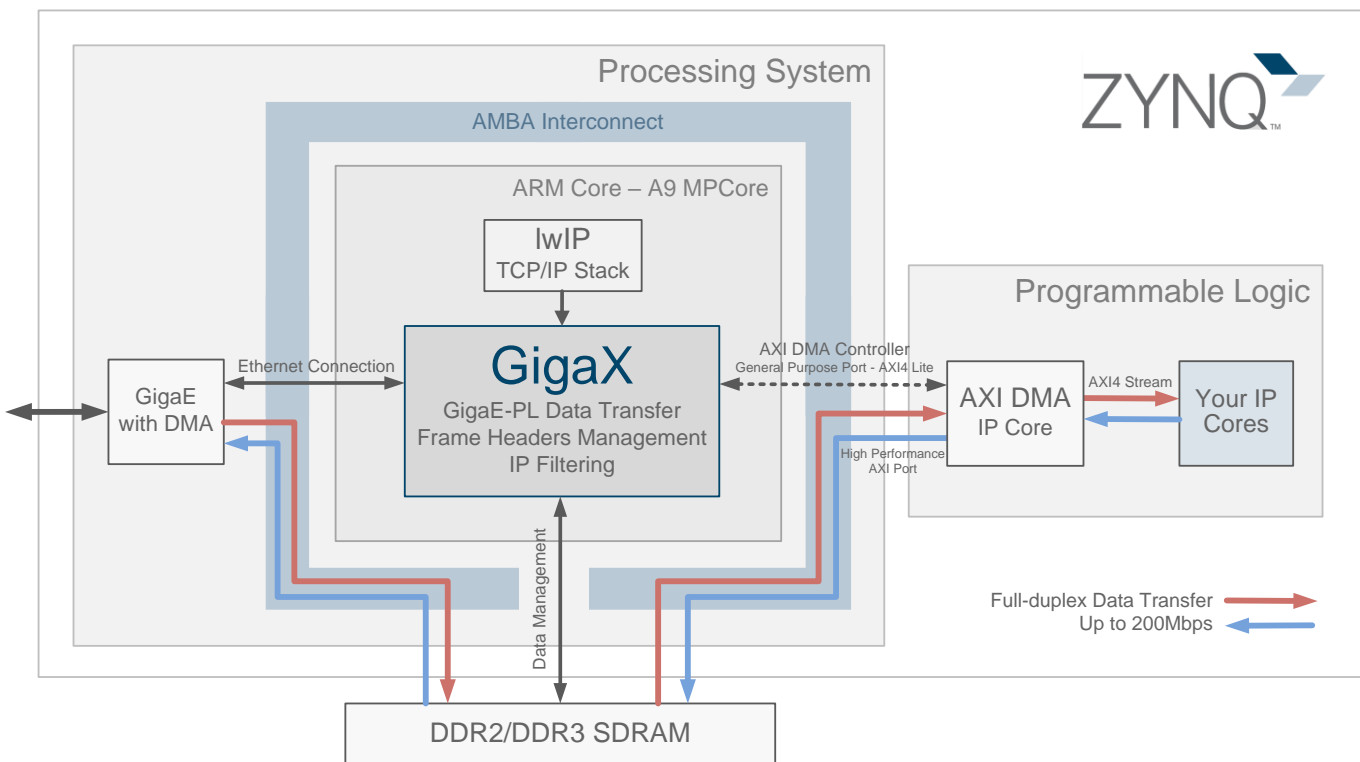 Processing System
ZYNQ™
AMBA Interconnect
ARM Core – A9 MPCore
lwIP
TCP/IP Stack
Programmable Logic
GigaX
GigaE-PL Data Transfer
Frame Headers Management
IP Filtering
Ethernet Connection
GigaE
with DMA
AXI DMA Controller
General Purpose Port - AXI4 Lite
AXI DMA
IP Core
AXI4 Stream
Your IP
Cores
High Performance
AXI Port
Data Management
Full-duplex Data Transfer
Up to 200Mbps
DDR2/DDR3 SDRAM